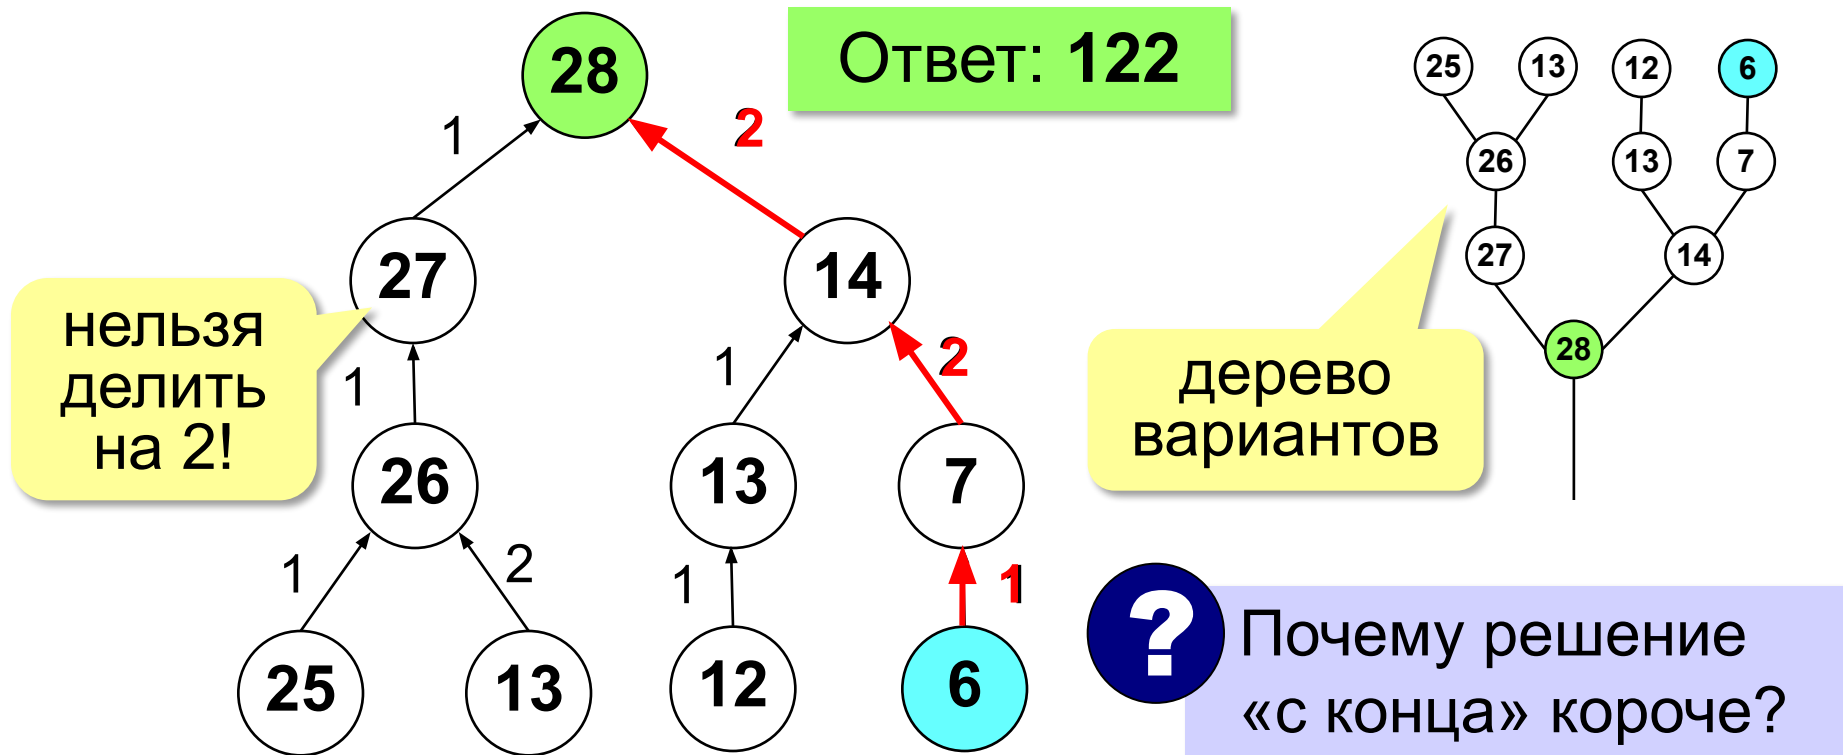 28
Ответ: 122
25 13 12 6
1
2
26 13 7
27
14
27 14
нельзя
делить
на 2!
1
1
2
28
дерево
вариантов
26
13
7
1
2
1
1
25
13
12
6
?
Почему решение
«с конца» короче?